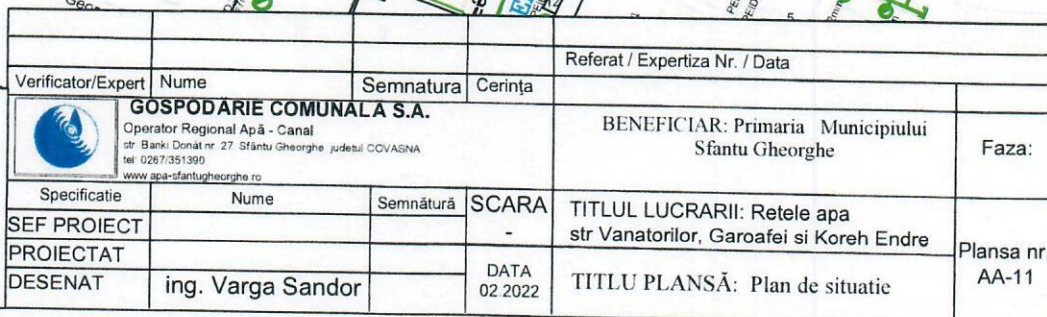 Referat / Expertiza Nr. / Data
Verificator/Expert Nume Semnatura Cerința
GOSPODĂRIE COMUNALĂ S.A.
Operator Regional Apă - Canal
str Banki Donát nr. 27 Sfântu Gheorghe județul COVASNA
tel: 0267/351390
www.apa-sfantugheorghe.ro
BENEFICIAR: Primaria Municipiului
Sfantu Gheorghe
Faza:
Specificatie Nume Semnătură SCARA
-
SEF PROIECT
PROIECTAT
DESENAT ing. Varga Sandor
DATA
02.2022
TITLUL LUCRARII: Retele apa
str Vanatorilor, Garoafei si Koreh Endre
TITLU PLANSĂ: Plan de situatie
Plansa nr
AA-11